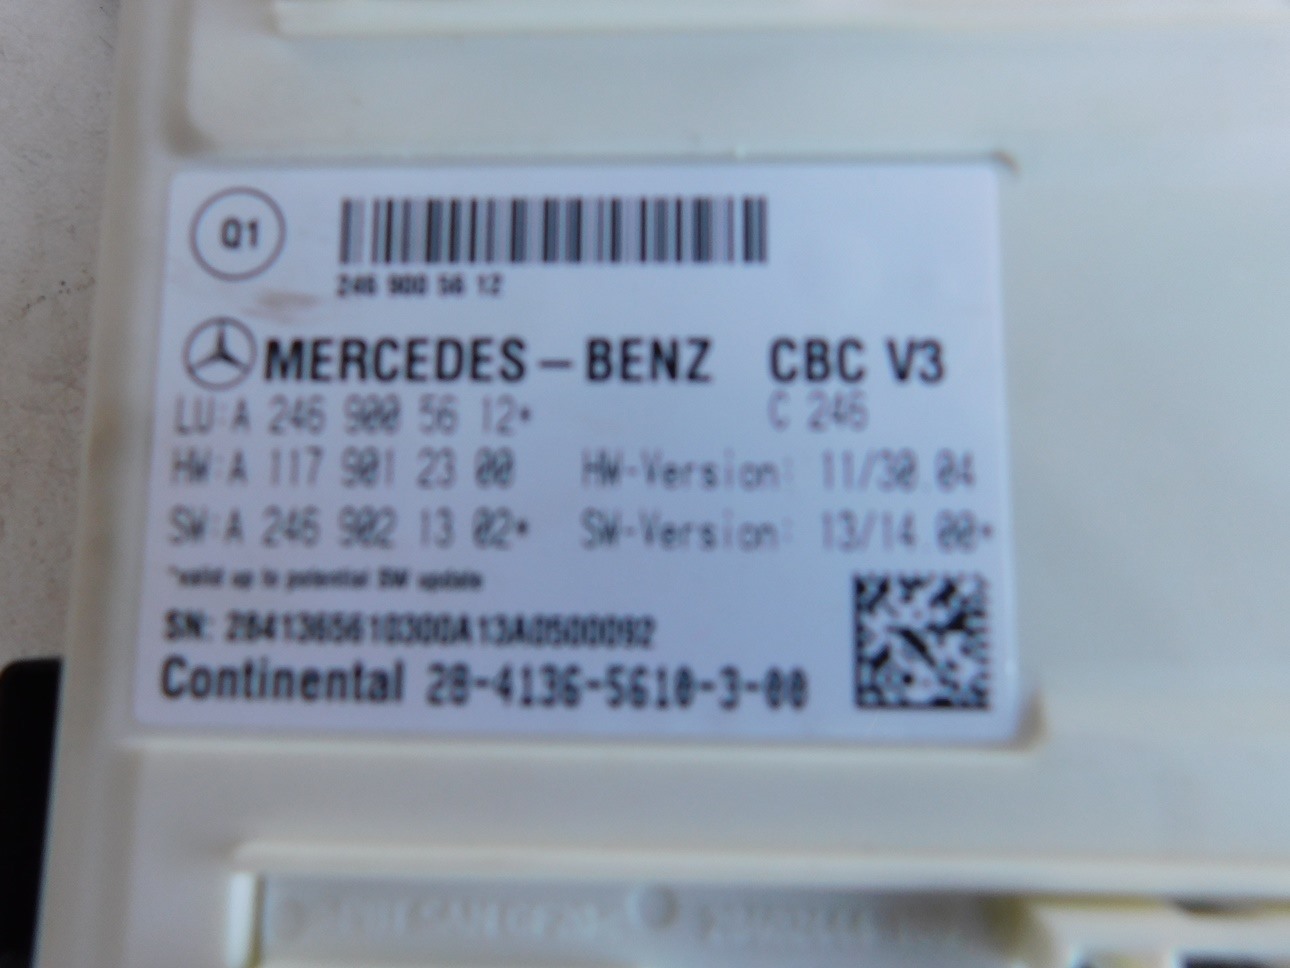 Q1
246 900 56 12
MERCEDES-BENZ CBC V3
LU:A 246 900 56 12* C 246
HW:A 117 901 23 00 HW-Version: 11/30.04
SW:A 246 902 13 02* SW-Version: 13/14.00*
*valid up to potential SW update
SN: 2841365610300A13A0500092
Continental 28-4136-5610-3-00